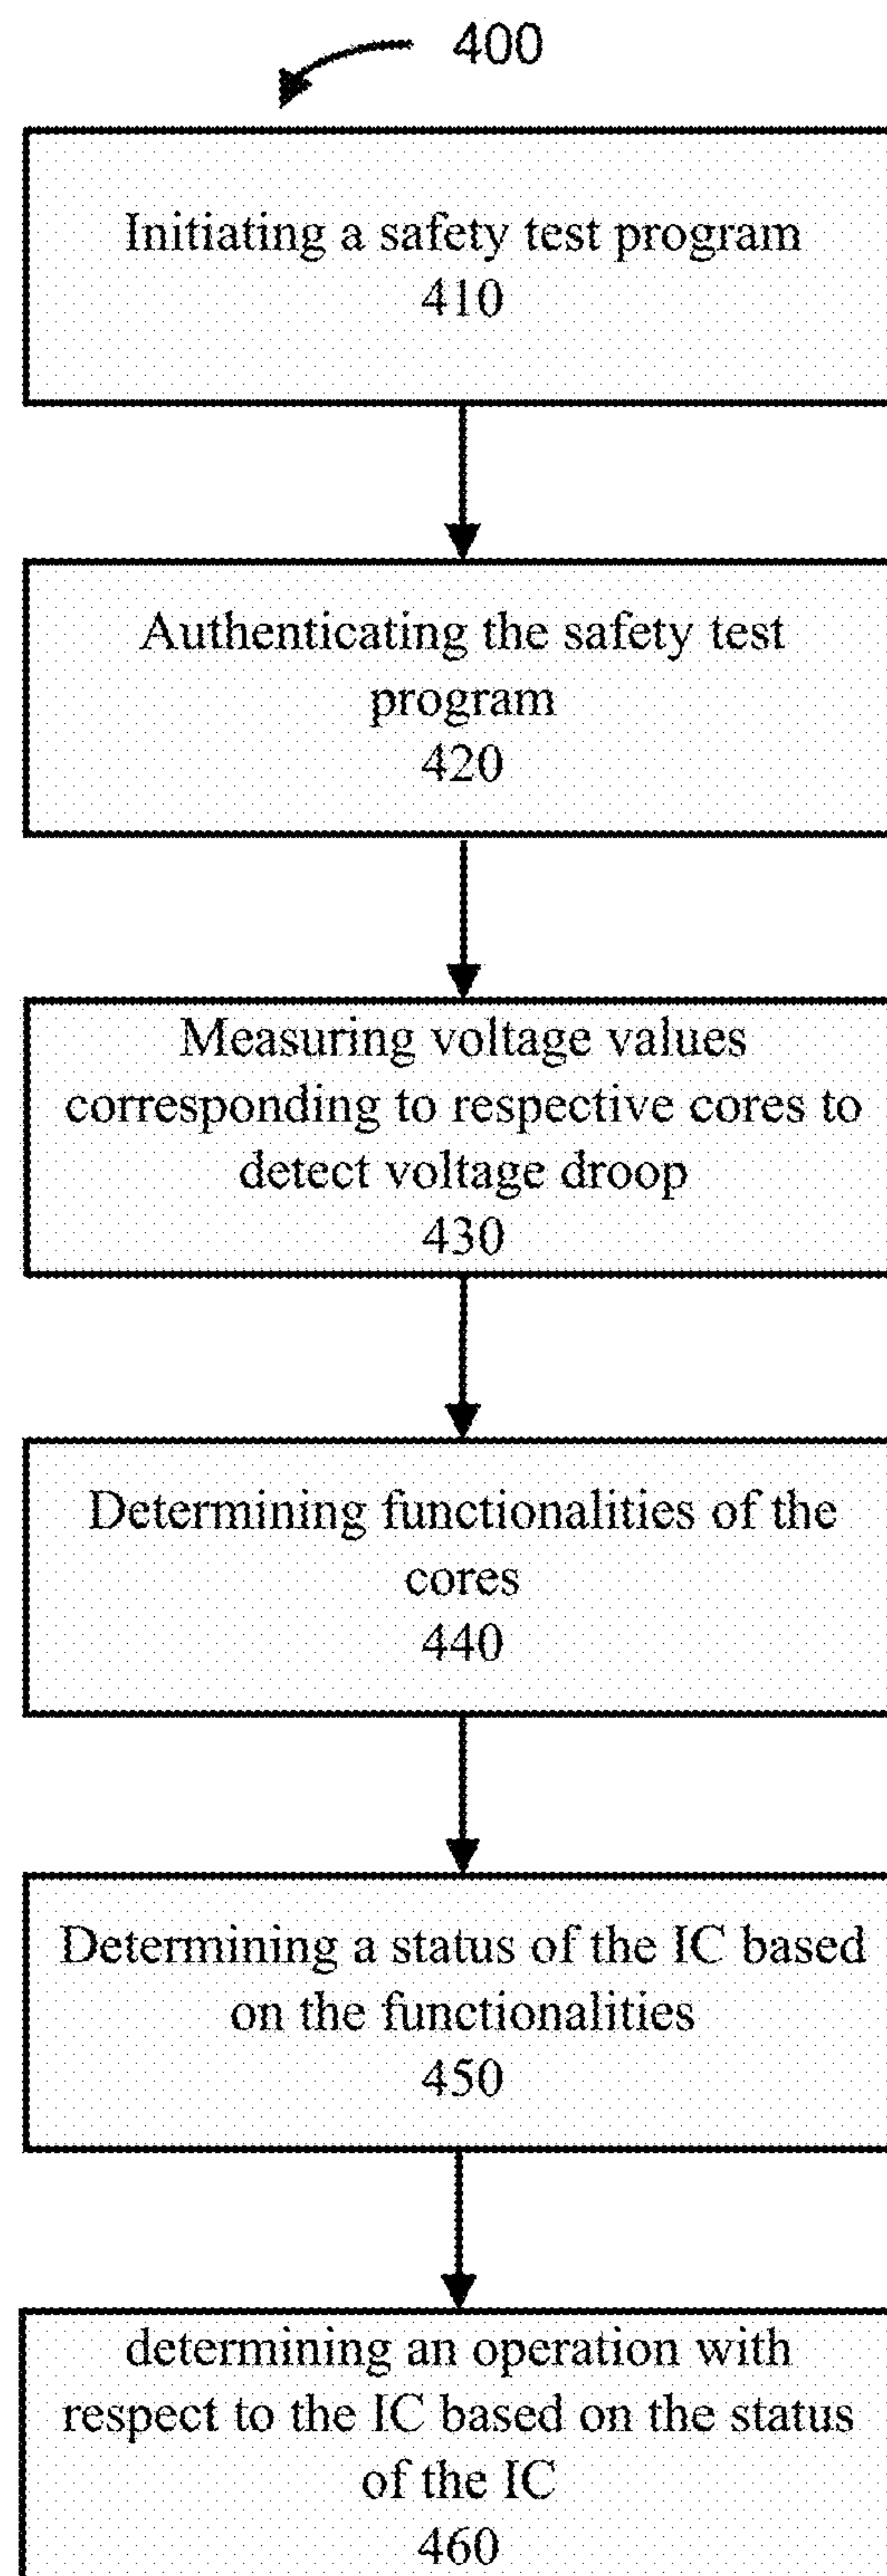 400
Initiating a safety test program
410
Authenticating the safety test
program
420
Measuring voltage values
corresponding to respective cores to
detect voltage droop
430
Determining functionalities of the
cores
440
Determining a status of the IC based
on the functionalities
450
determining an operation with
respect to the IC based on the status
of the IC
460